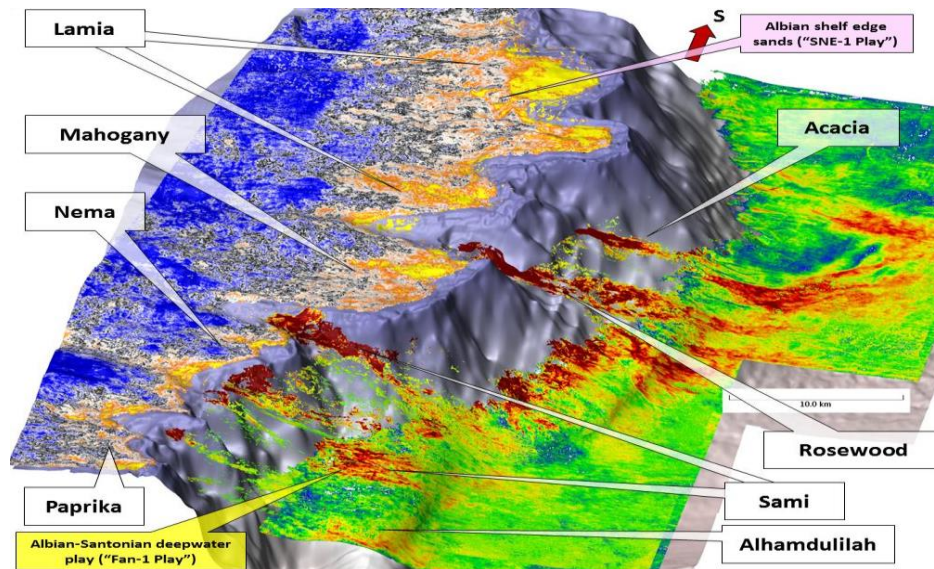 Lamia
S
Albian shelf edge
sands ("SNE-1 Play")
Mahogany
Acacia
Nema
10.0 km
Rosewood
Paprika
Sami
Albian-Santonian deepwater
play ("Fan-1 Play")
Alhamdulilah